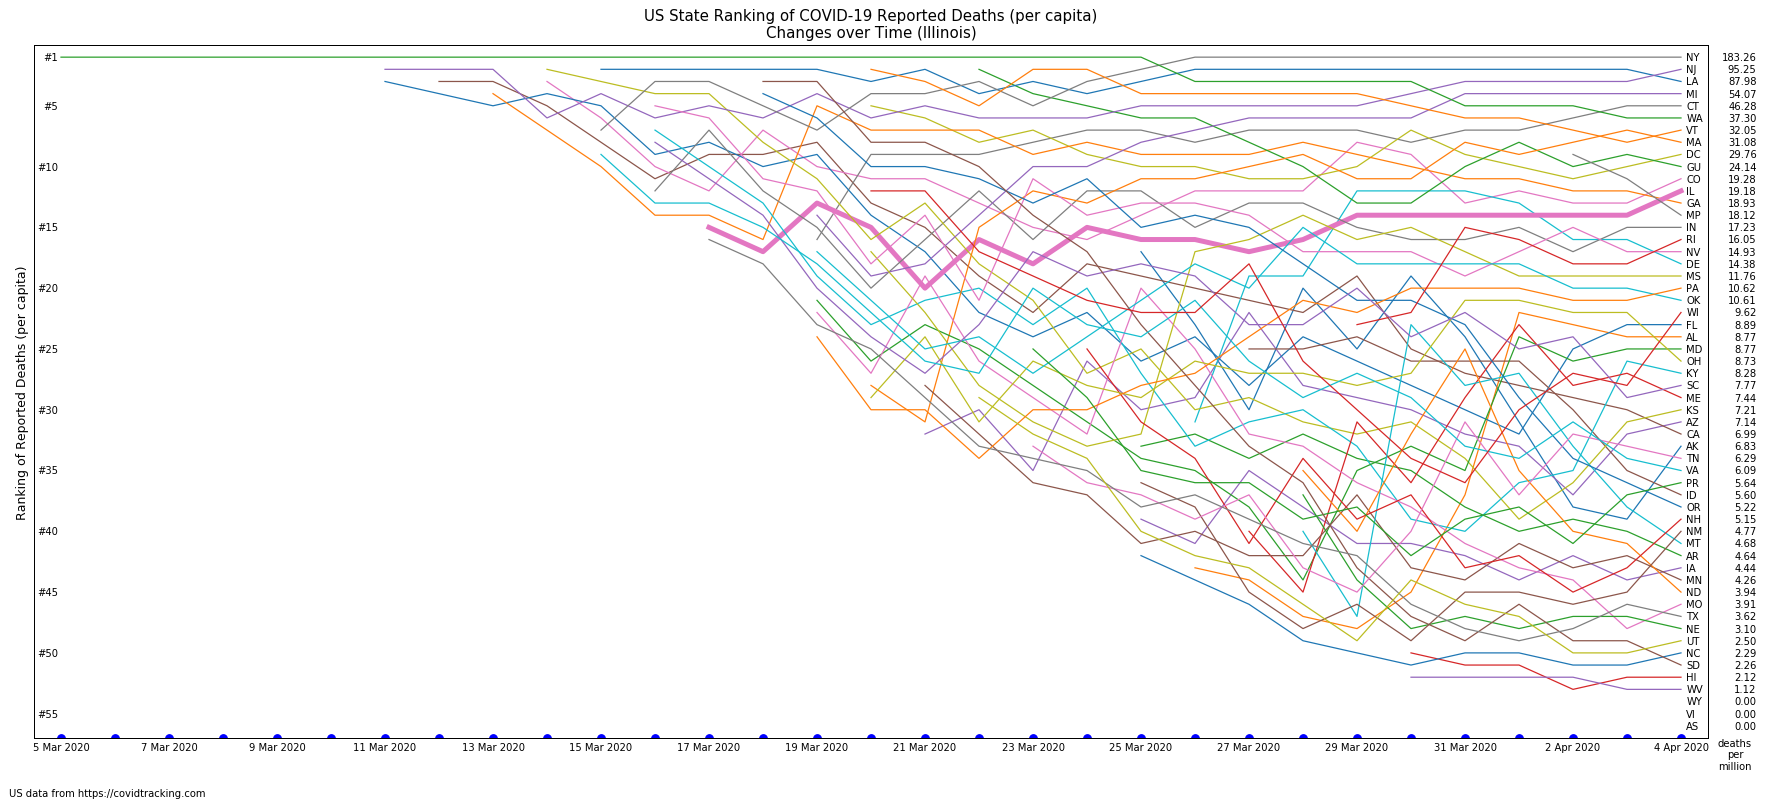 US State Ranking of COVID-19 Reported Deaths (per capita)
Changes over Time (Illinois)
Ranking of Reported Deaths (per capita)
#1
#5
#10
#15
#20
#25
#30
#35
#40
#45
#50
#55
NY 183.26
NJ 95.25
LA 87.98
MI 54.07
CT 46.28
WA 37.30
VT 32.05
MA 31.08
DC 29.76
GU 24.14
CO 19.28
IL 19.18
GA 18.93
MP 18.12
IN 17.23
RI 16.05
NV 14.93
DE 14.38
MS 11.76
PA 10.62
OK 10.61
WI 9.62
FL 8.89
AL 8.77
MD 8.77
OH 8.73
KY 8.28
SC 7.77
ME 7.44
KS 7.21
AZ 7.14
CA 6.99
AK 6.83
TN 6.29
VA 6.09
PR 5.64
ID 5.60
OR 5.22
NH 5.15
NM 4.77
MT 4.68
AR 4.64
IA 4.44
MN 4.26
ND 3.94
MO 3.91
TX 3.62
NE 3.10
UT 2.50
NC 2.29
SD 2.26
HI 2.12
WV 1.12
WY 0.00
VI 0.00
AS 0.00
5 Mar 2020 7 Mar 2020 9 Mar 2020 11 Mar 2020 13 Mar 2020 15 Mar 2020 17 Mar 2020 19 Mar 2020 21 Mar 2020 23 Mar 2020 25 Mar 2020 27 Mar 2020 29 Mar 2020 31 Mar 2020 2 Apr 2020 4 Apr 2020
deaths
per
million
US data from https://covidtracking.com